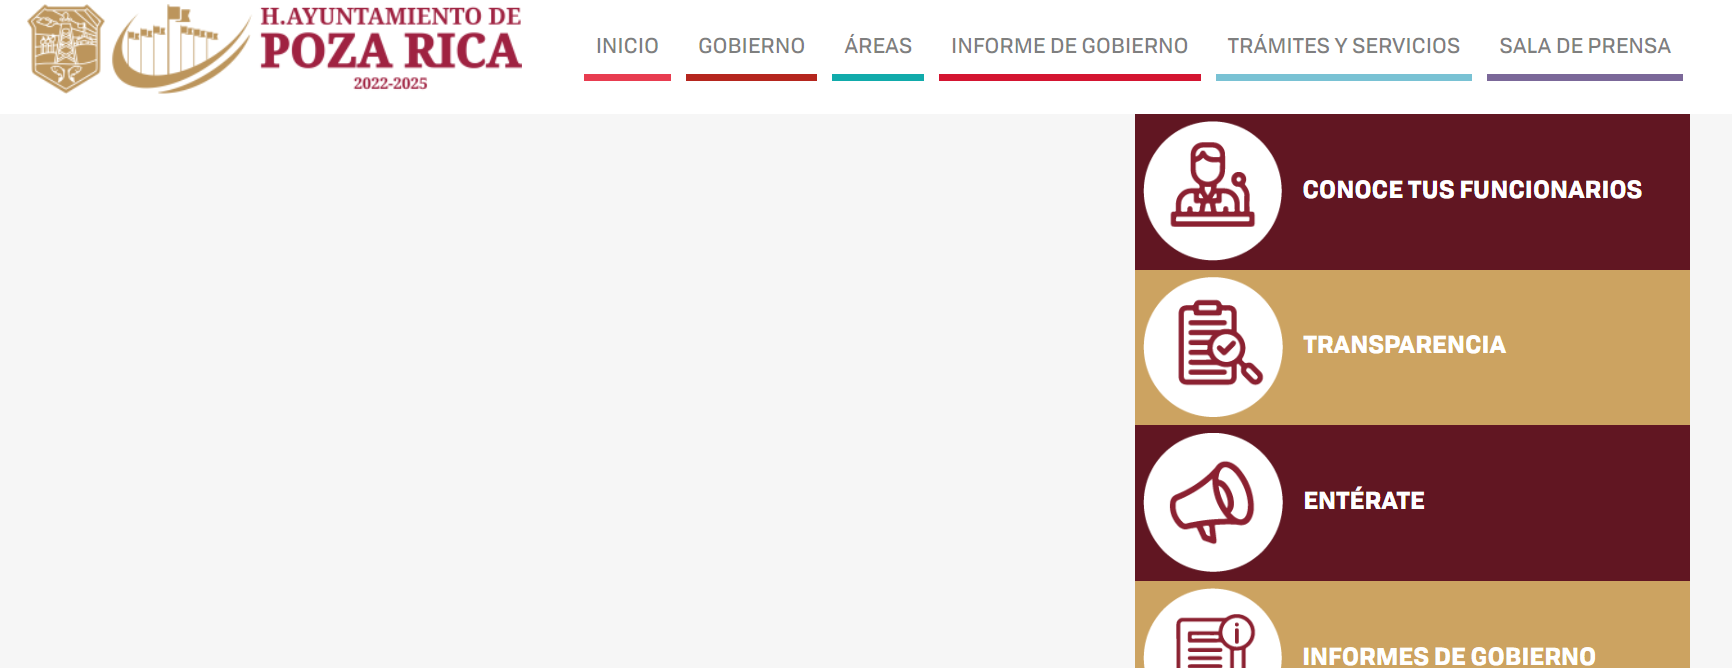 H.AYUNTAMIENTO DE
POZA RICA
2022-2025
INICIO
GOBIERNO
ÁREAS
INFORME DE GOBIERNO
TRÁMITES Y SERVICIOS
SALA DE PRENSA
CONOCE TUS FUNCIONARIOS
TRANSPARENCIA
ENTÉRATE
INFORMES DE GOBIERNO